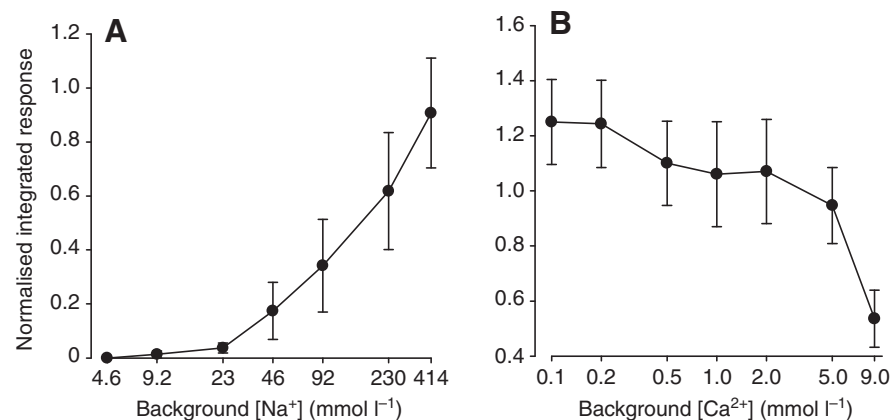 A
Normalised integrated response
1.2
1.0
0.8
0.6
0.4
0.2
0
4.6 9.2 23 46 92 230 414
Background [Na⁺] (mmol l⁻¹)
B
1.6
1.4
1.2
1.0
0.8
0.6
0.4
0.1 0.2 0.5 1.0 2.0 5.0 9.0
Background [Ca²⁺] (mmol l⁻¹)